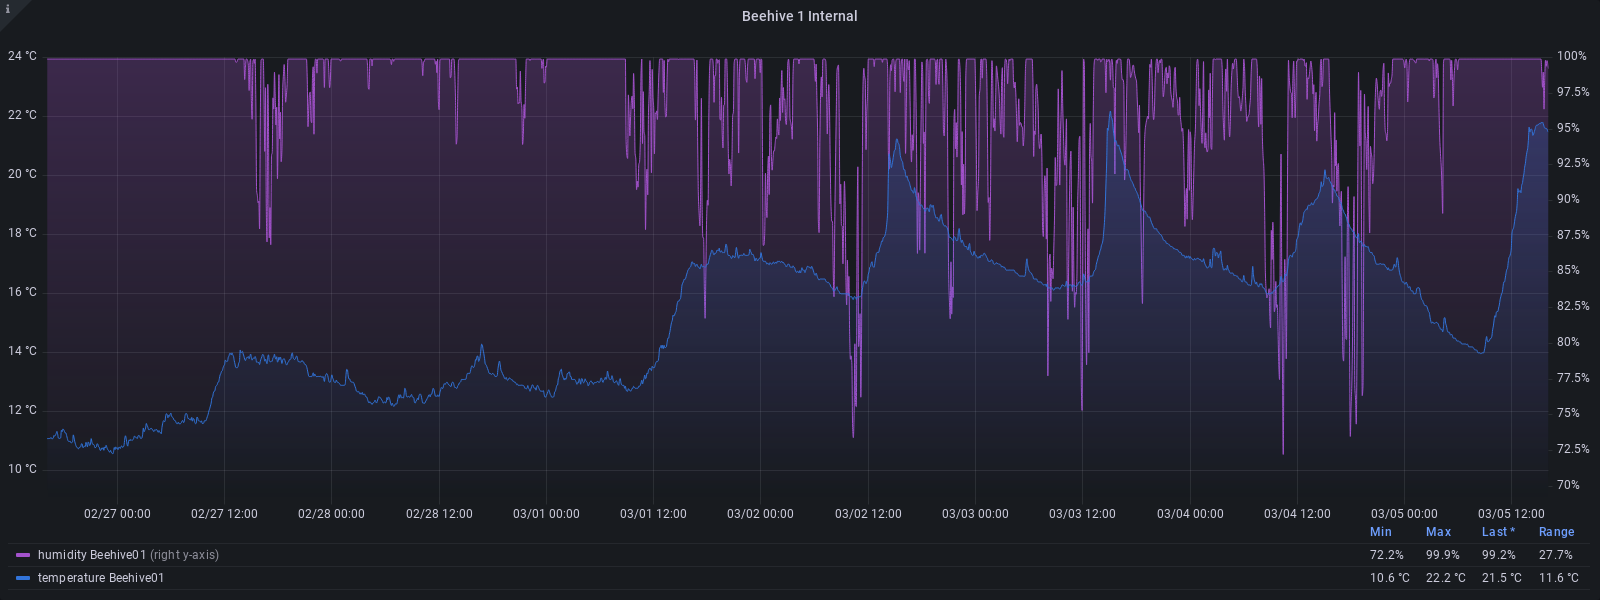 i
Beehive 1 Internal
24 °C 100%
97.5%
22 °C
95%
20 °C 92.5%
90%
18 °C
87.5%
85%
16 °C
82.5%
14 °C 80%
77.5%
12 °C
75%
72.5%
10 °C
70%
02/27 00:00 02/27 12:00 02/28 00:00 02/28 12:00 03/01 00:00 03/01 12:00 03/02 00:00 03/02 12:00 03/03 00:00 03/03 12:00 03/04 00:00 03/04 12:00 03/05 00:00 03/05 12:00
Min Max Last * Range
humidity Beehive01 (right y-axis) 72.2% 99.9% 99.2% 27.7%
temperature Beehive01 10.6 °C 22.2 °C 21.5 °C 11.6 °C